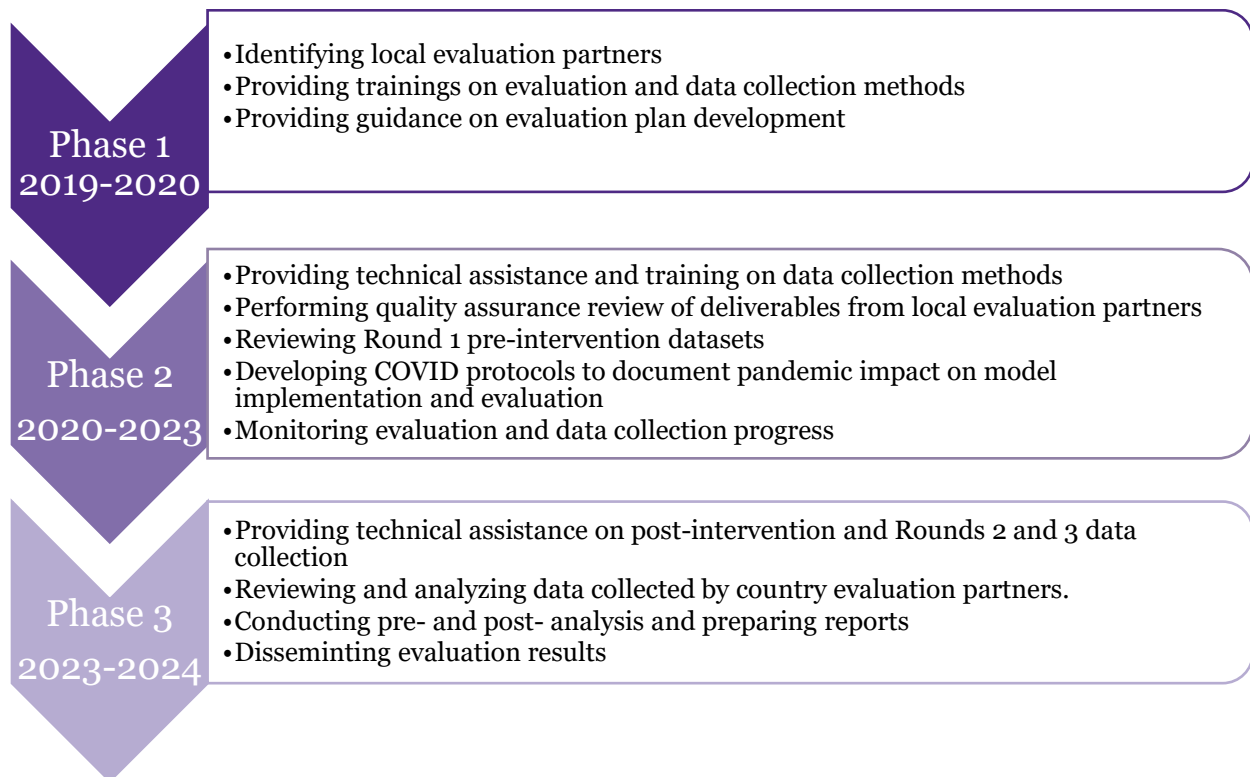 Phase 1
2019-2020
•Identifying local evaluation partners
•Providing trainings on evaluation and data collection methods
•Providing guidance on evaluation plan development
Phase 2
2020-2023
•Providing technical assistance and training on data collection methods
•Performing quality assurance review of deliverables from local evaluation partners
•Reviewing Round 1 pre-intervention datasets
•Developing COVID protocols to document pandemic impact on model
implementation and evaluation
•Monitoring evaluation and data collection progress
Phase 3
2023-2024
•Providing technical assistance on post-intervention and Rounds 2 and 3 data
collection
•Reviewing and analyzing data collected by country evaluation partners.
•Conducting pre- and post- analysis and preparing reports
•Disseminting evaluation results